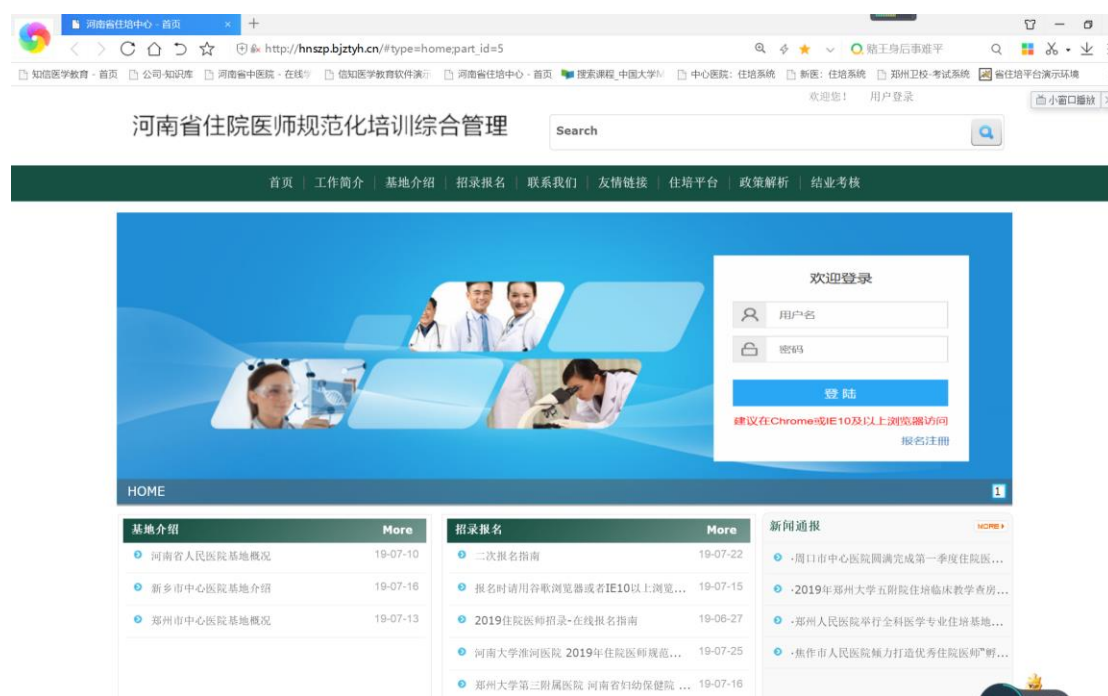 河南省住培中心 - 首页
http://hnszp.bjztyh.cn/#type=home;part_id=5
赌王身后事难平
知信医学教育 - 首页 公司-知识库 河南省中医院 - 在线 信知医学教育软件演示 河南省住培中心 - 首页 搜索课程_中国大学M 中心医院：住培系统 新医：住培系统 郑州卫校-考试系统 省住培平台演示环境
欢迎您！ 用户登录
小窗口播放
河南省住院医师规范化培训综合管理
Search
首页 | 工作简介 | 基地介绍 | 招录报名 | 联系我们 | 友情链接 | 住培平台 | 政策解析 | 结业考核
欢迎登录
用户名
密码
登 陆
建议在Chrome或IE10及以上浏览器访问
报名注册
HOME
1
基地介绍 More
河南省人民医院基地概况 19-07-10
新乡市中心医院基地介绍 19-07-16
郑州市中心医院基地概况 19-07-13
招录报名 More
二次报名指南 19-07-22
报名时请用谷歌浏览器或者IE10以上浏览... 19-07-15
2019住院医师招录-在线报名指南 19-06-27
河南大学淮河医院 2019年住院医师规范... 19-07-25
郑州大学第三附属医院 河南省妇幼保健院 ... 19-07-16
新闻通报 MORE
·周口市中心医院圆满完成第一季度住院医...
·2019年郑州大学五附院住培临床教学查房...
·郑州人民医院举行全科医学专业住培基地...
·焦作市人民医院倾力打造优秀住院医师"孵...